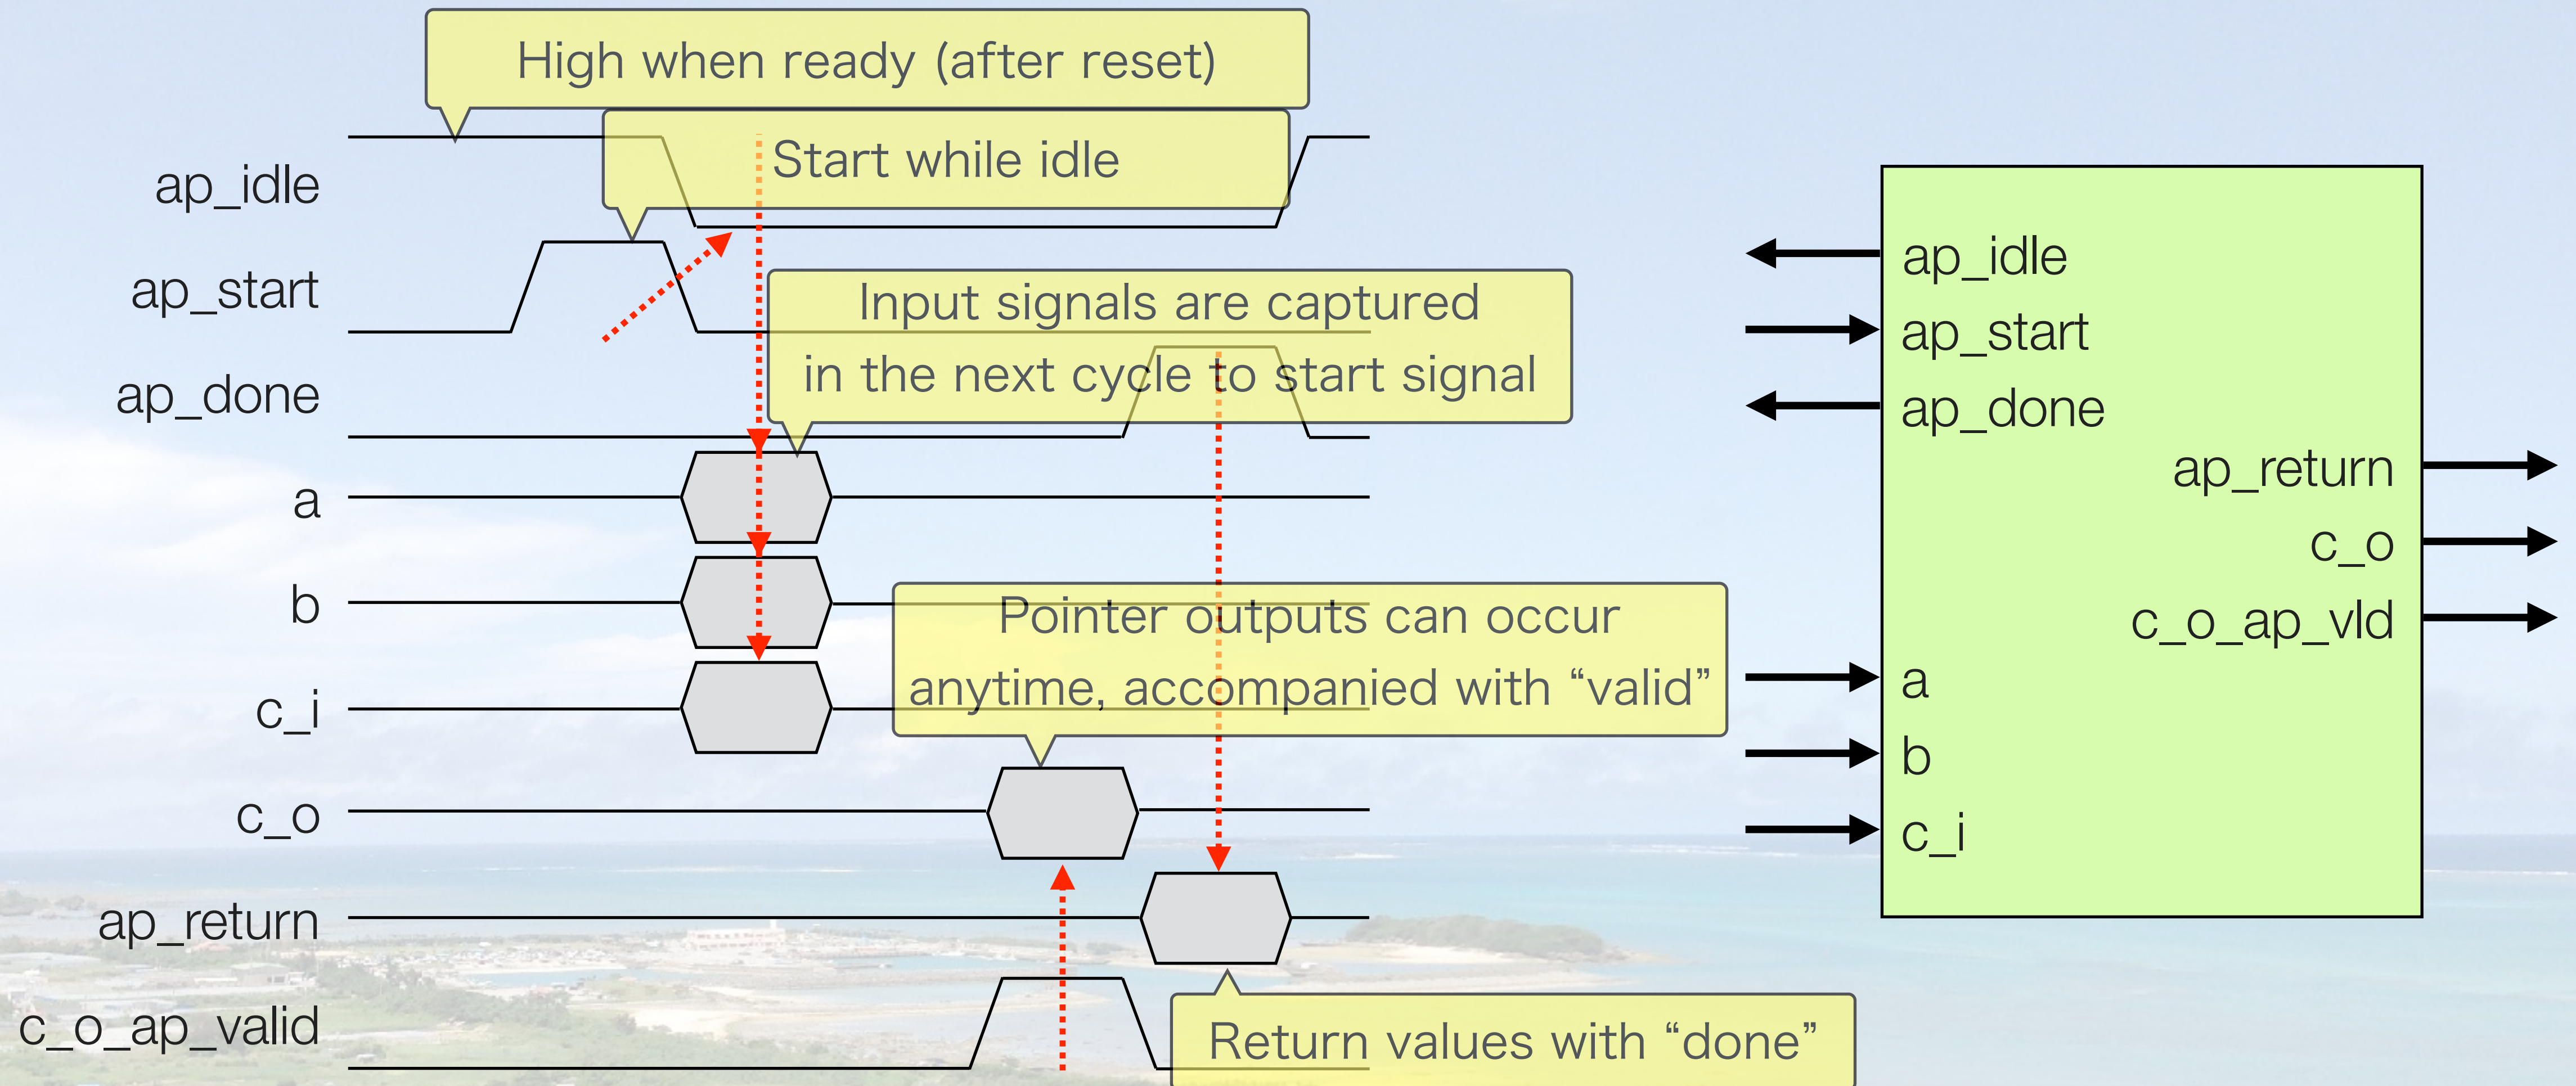 High when ready (after reset)
Start while idle
ap_idle
ap_start
Input signals are captured
in the next cycle to start signal
ap_done
a
b
Pointer outputs can occur
anytime, accompanied with “valid”
c_i
c_o
ap_return
c_o_ap_valid
Return values with “done”
ap_idle
ap_start
ap_done
ap_return
c_o
c_o_ap_vld
a
b
c_i